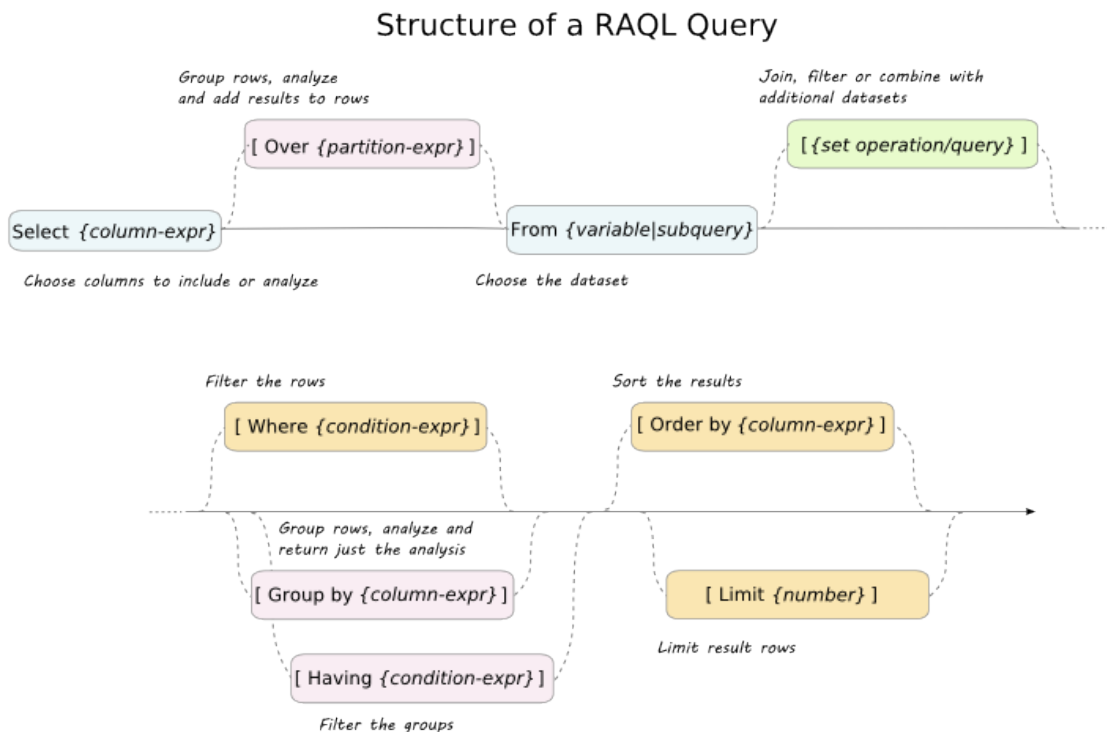 Structure of a RAQL Query
Group rows, analyze
and add results to rows
Join, filter or combine with
additional datasets
[ Over {partition-expr} ]
[{set operation/query} ]
Select {column-expr}
From {variable|subquery}
Choose columns to include or analyze
Choose the dataset
Filter the rows
Sort the results
[ Where {condition-expr} ]
[ Order by {column-expr} ]
Group rows, analyze and
return just the analysis
[ Group by {column-expr} ]
[ Limit {number} ]
Limit result rows
[ Having {condition-expr} ]
Filter the groups